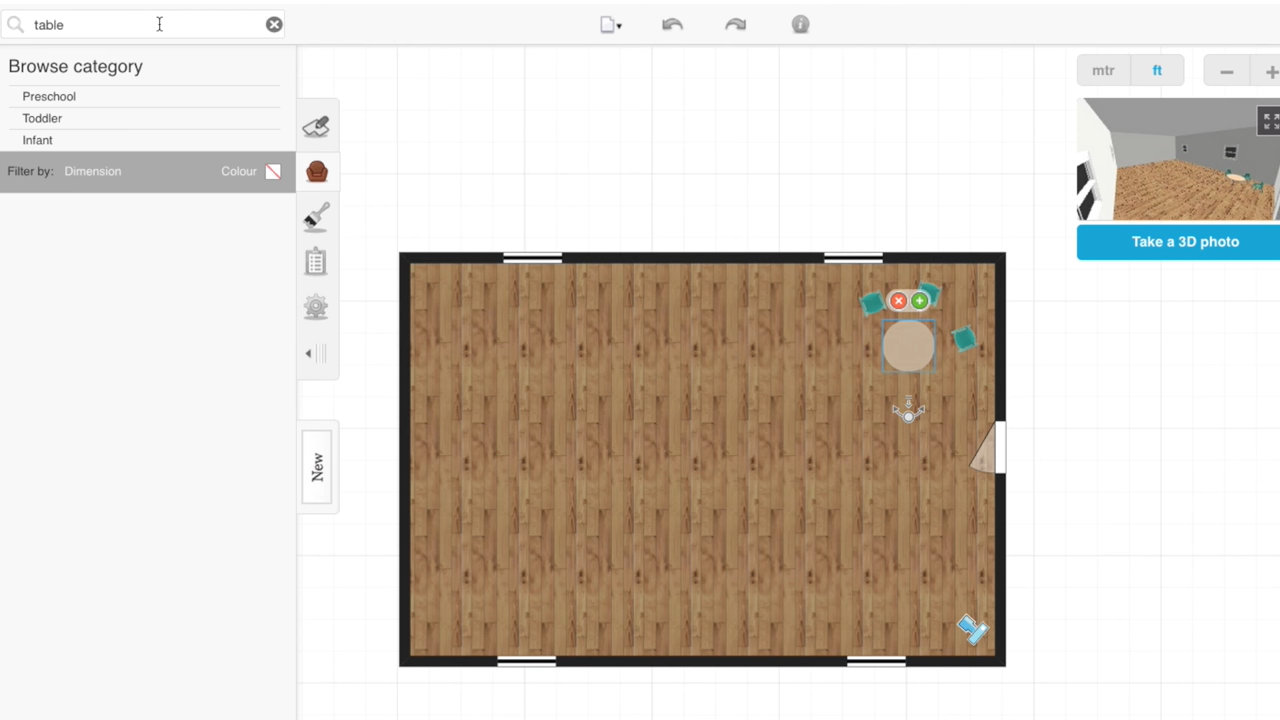 table
mtr ft
Browse category
Preschool
Toddler
Infant
Filter by: Dimension Colour
Take a 3D photo
New